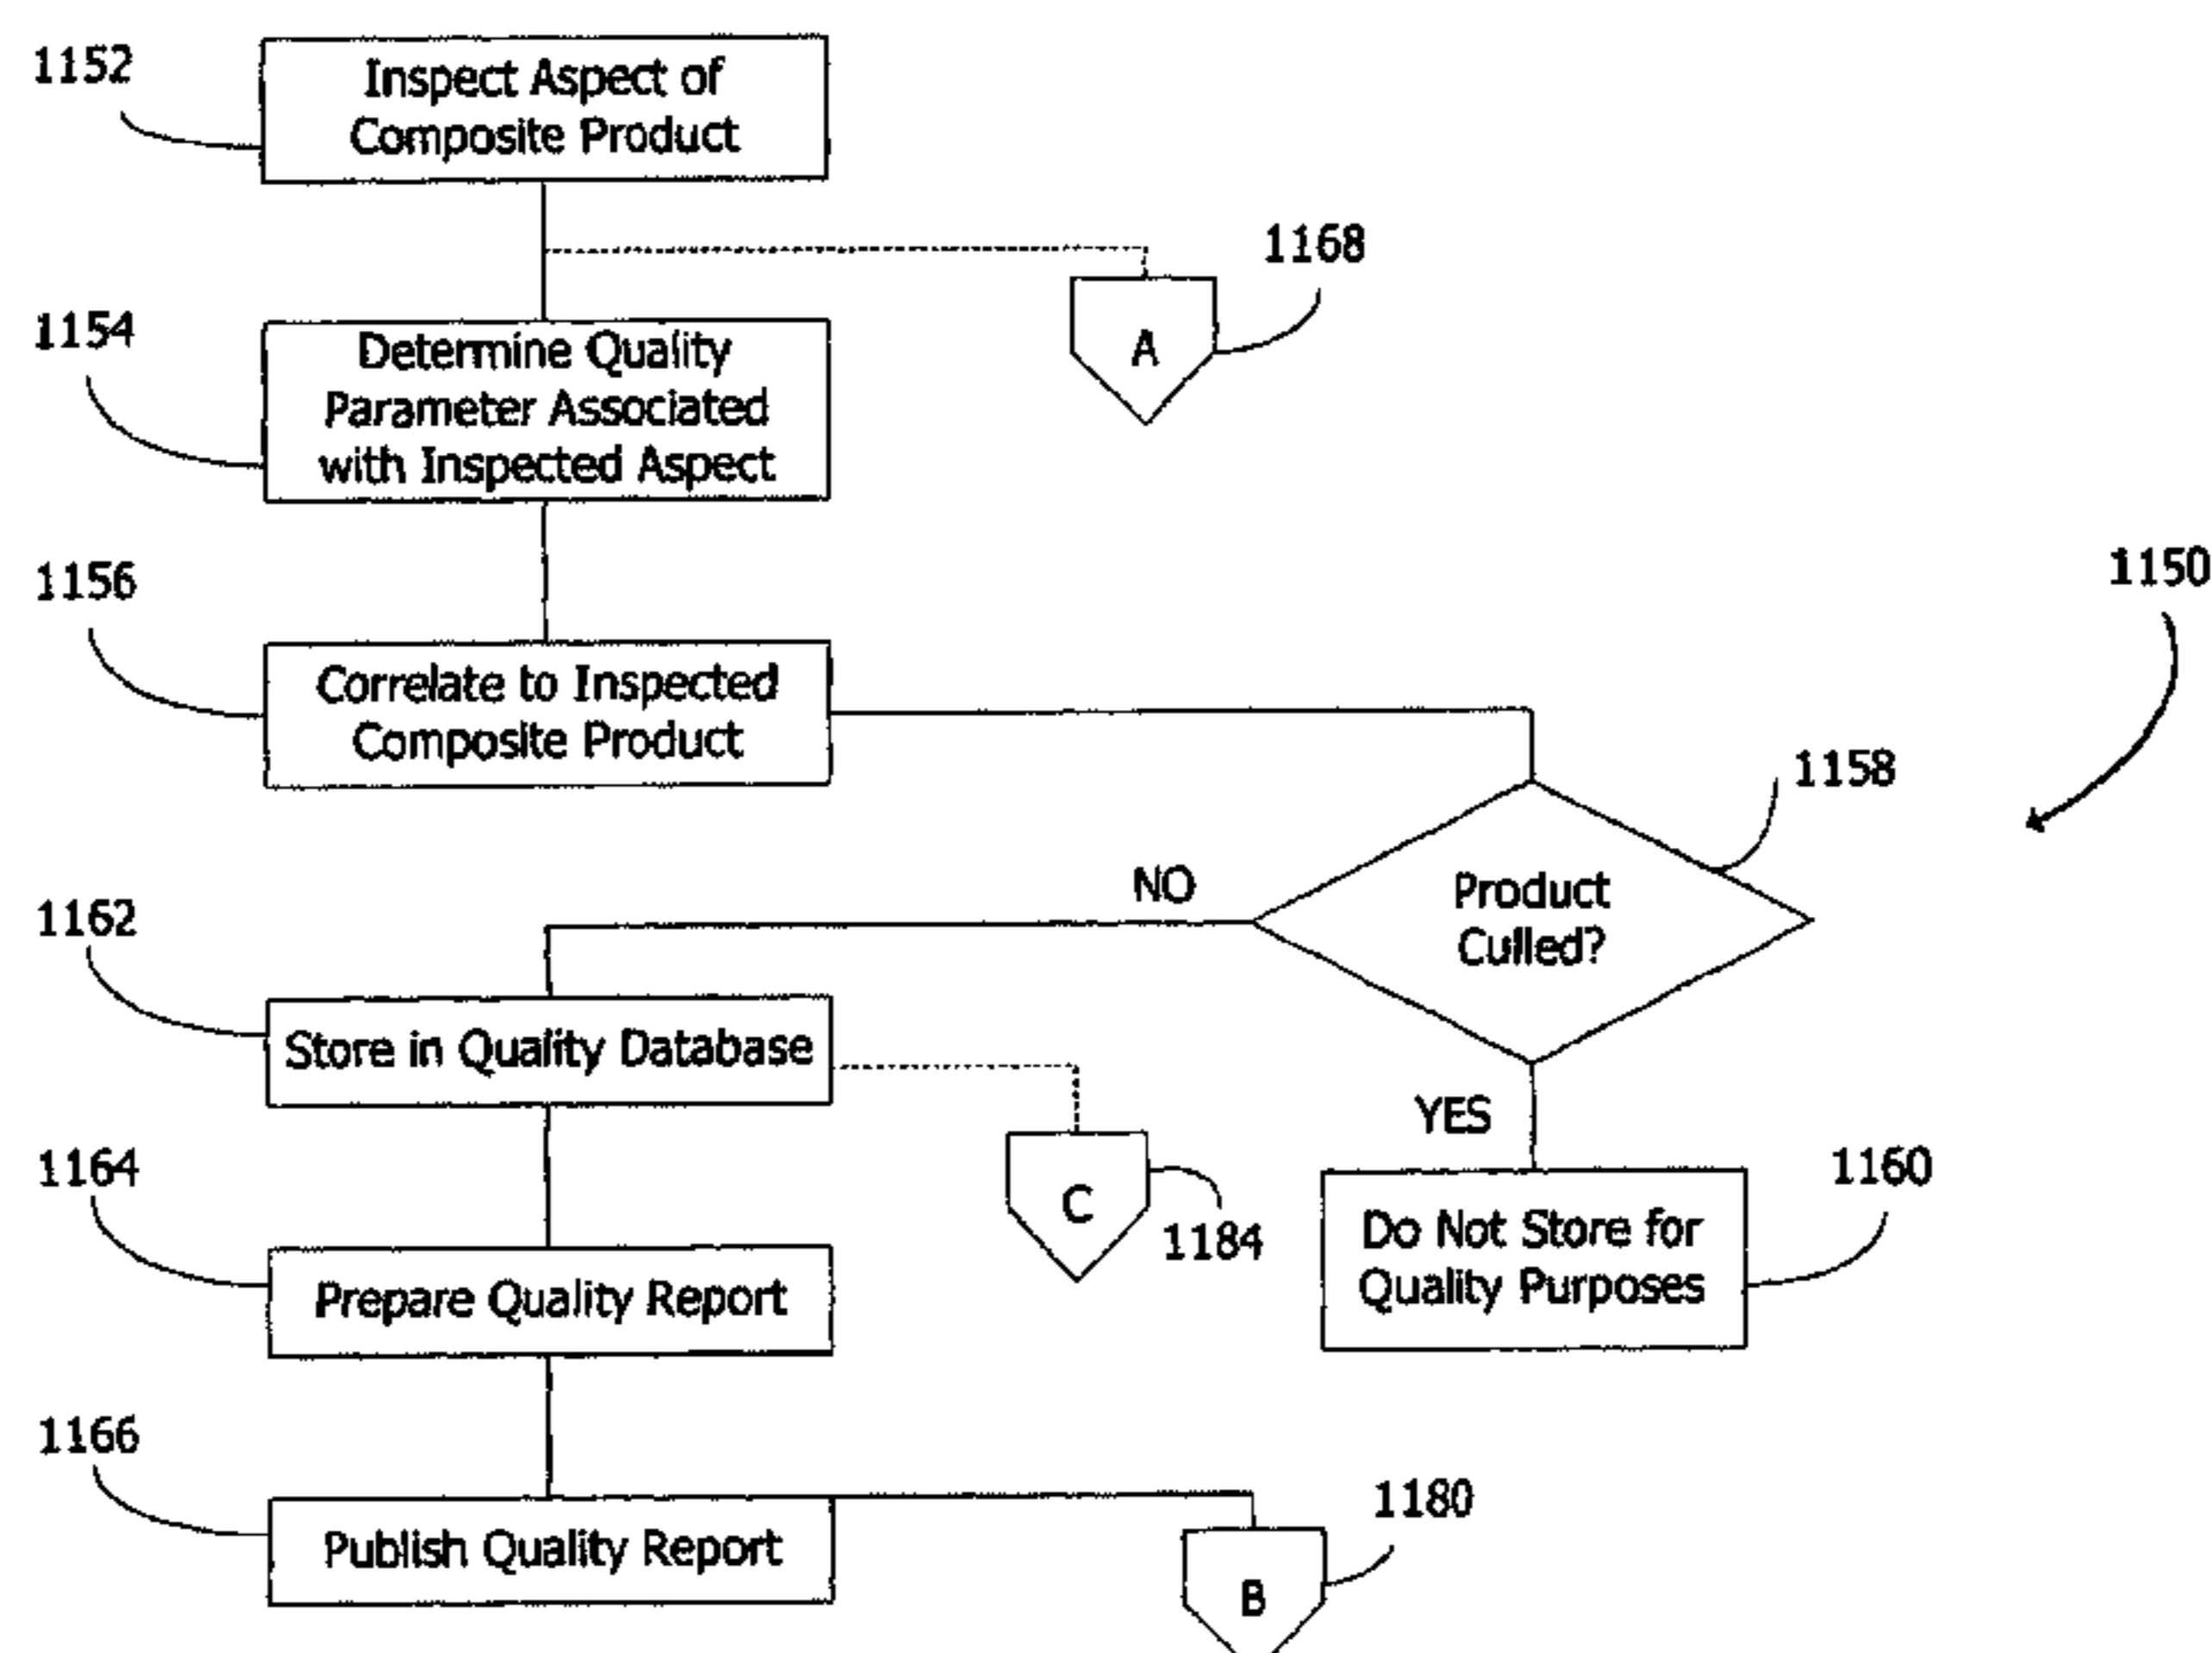 1152
Inspect Aspect of
Composite Product
1168
A
1154
Determine Quality
Parameter Associated
with Inspected Aspect
1156
Correlate to Inspected
Composite Product
1150
1158
Product
Culled?
NO
YES
1162
Store in Quality Database
C
1184
1160
Do Not Store for
Quality Purposes
1164
Prepare Quality Report
1166
Publish Quality Report
1180
B